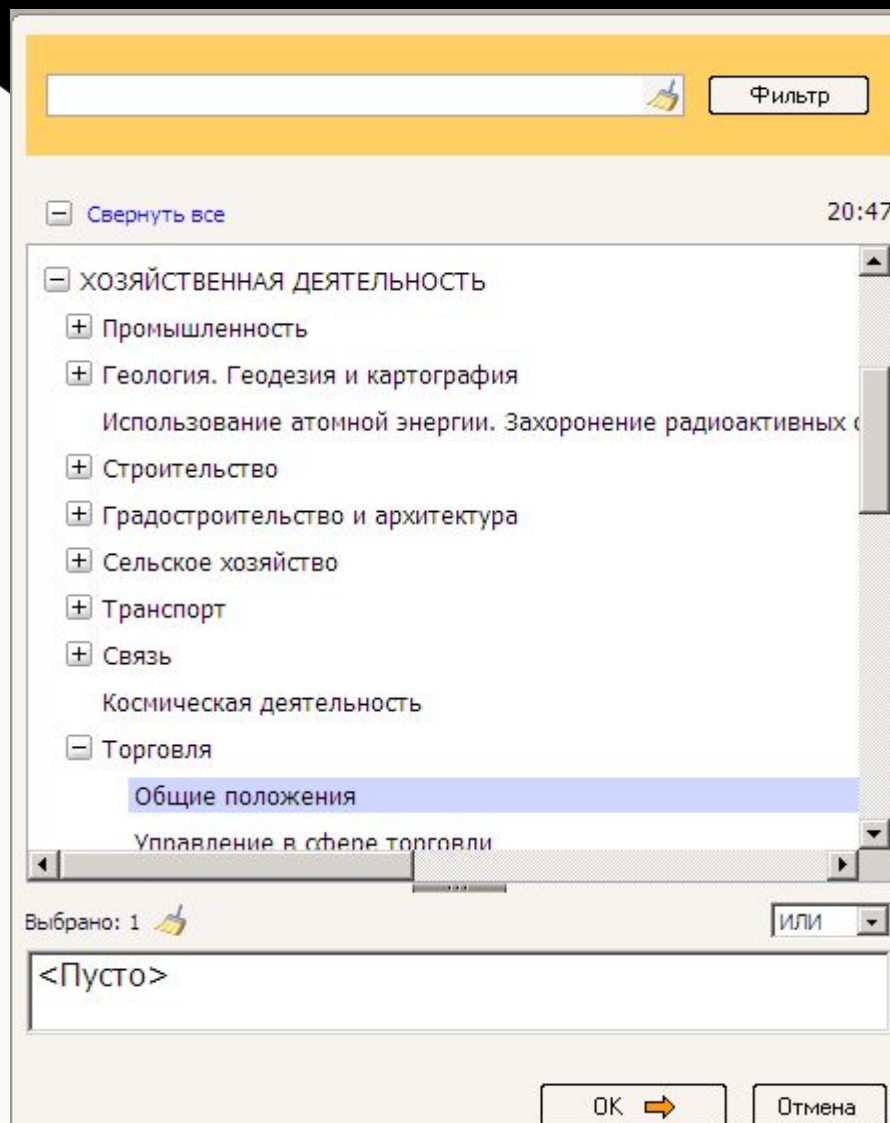 Фильтр
Свернуть все 20:47
ХОЗЯЙСТВЕННАЯ ДЕЯТЕЛЬНОСТЬ
Промышленность
Геология. Геодезия и картография
Использование атомной энергии. Захоронение радиоактивных
Строительство
Градостроительство и архитектура
Сельское хозяйство
Транспорт
Связь
Космическая деятельность
Торговля
Общие положения
Управление в сфере торговли
Выбрано: 1 ИЛИ
<Пусто>
ОК Отмена